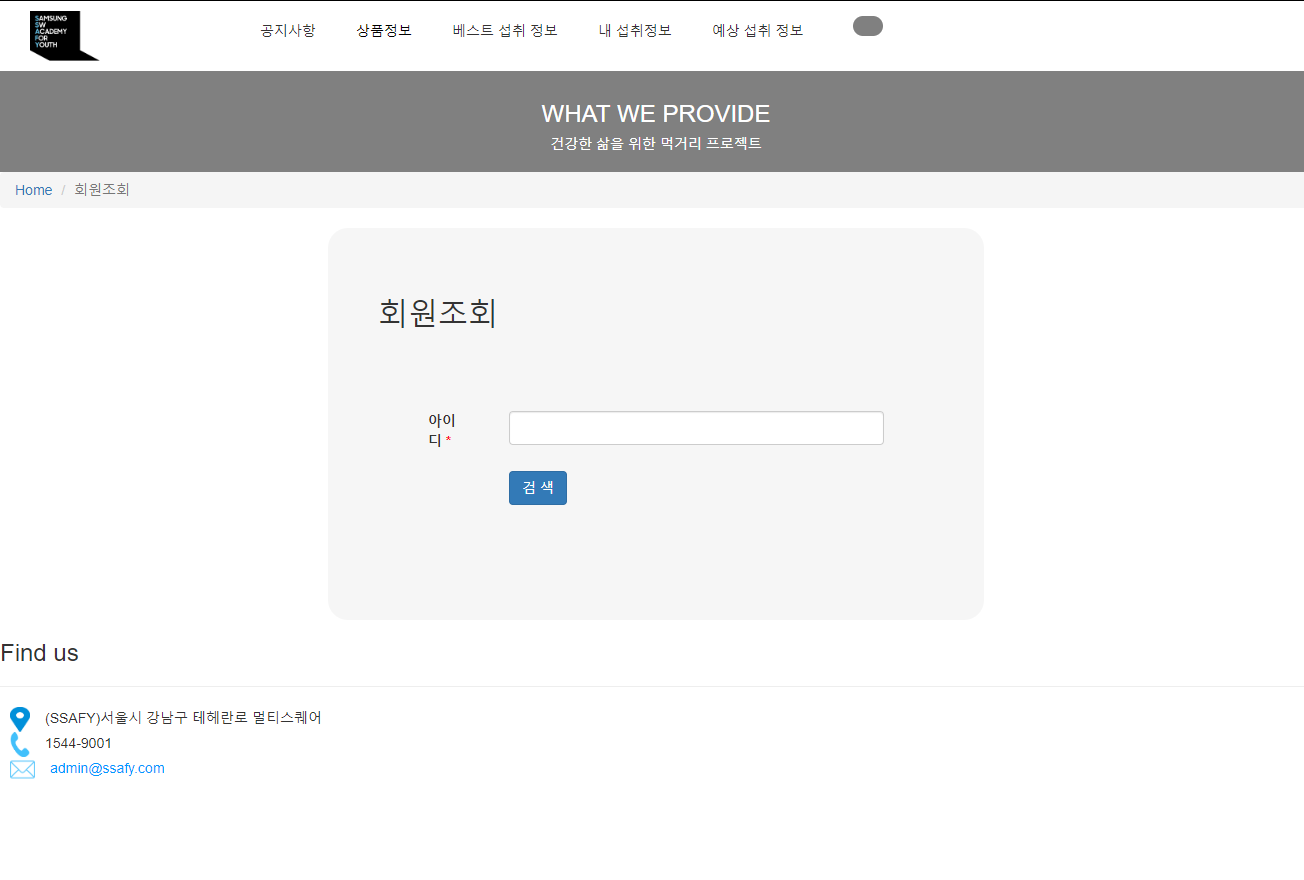 SAMSUNG
SW
ACADEMY
FOR
YOUTH
공지사항 상품정보 베스트 섭취 정보 내 섭취정보 예상 섭취 정보
WHAT WE PROVIDE
건강한 삶을 위한 먹거리 프로젝트
Home / 회원조회
회원조회
아이
디 *
검 색
Find us
(SSAFY)서울시 강남구 테헤란로 멀티스퀘어
1544-9001
admin@ssafy.com